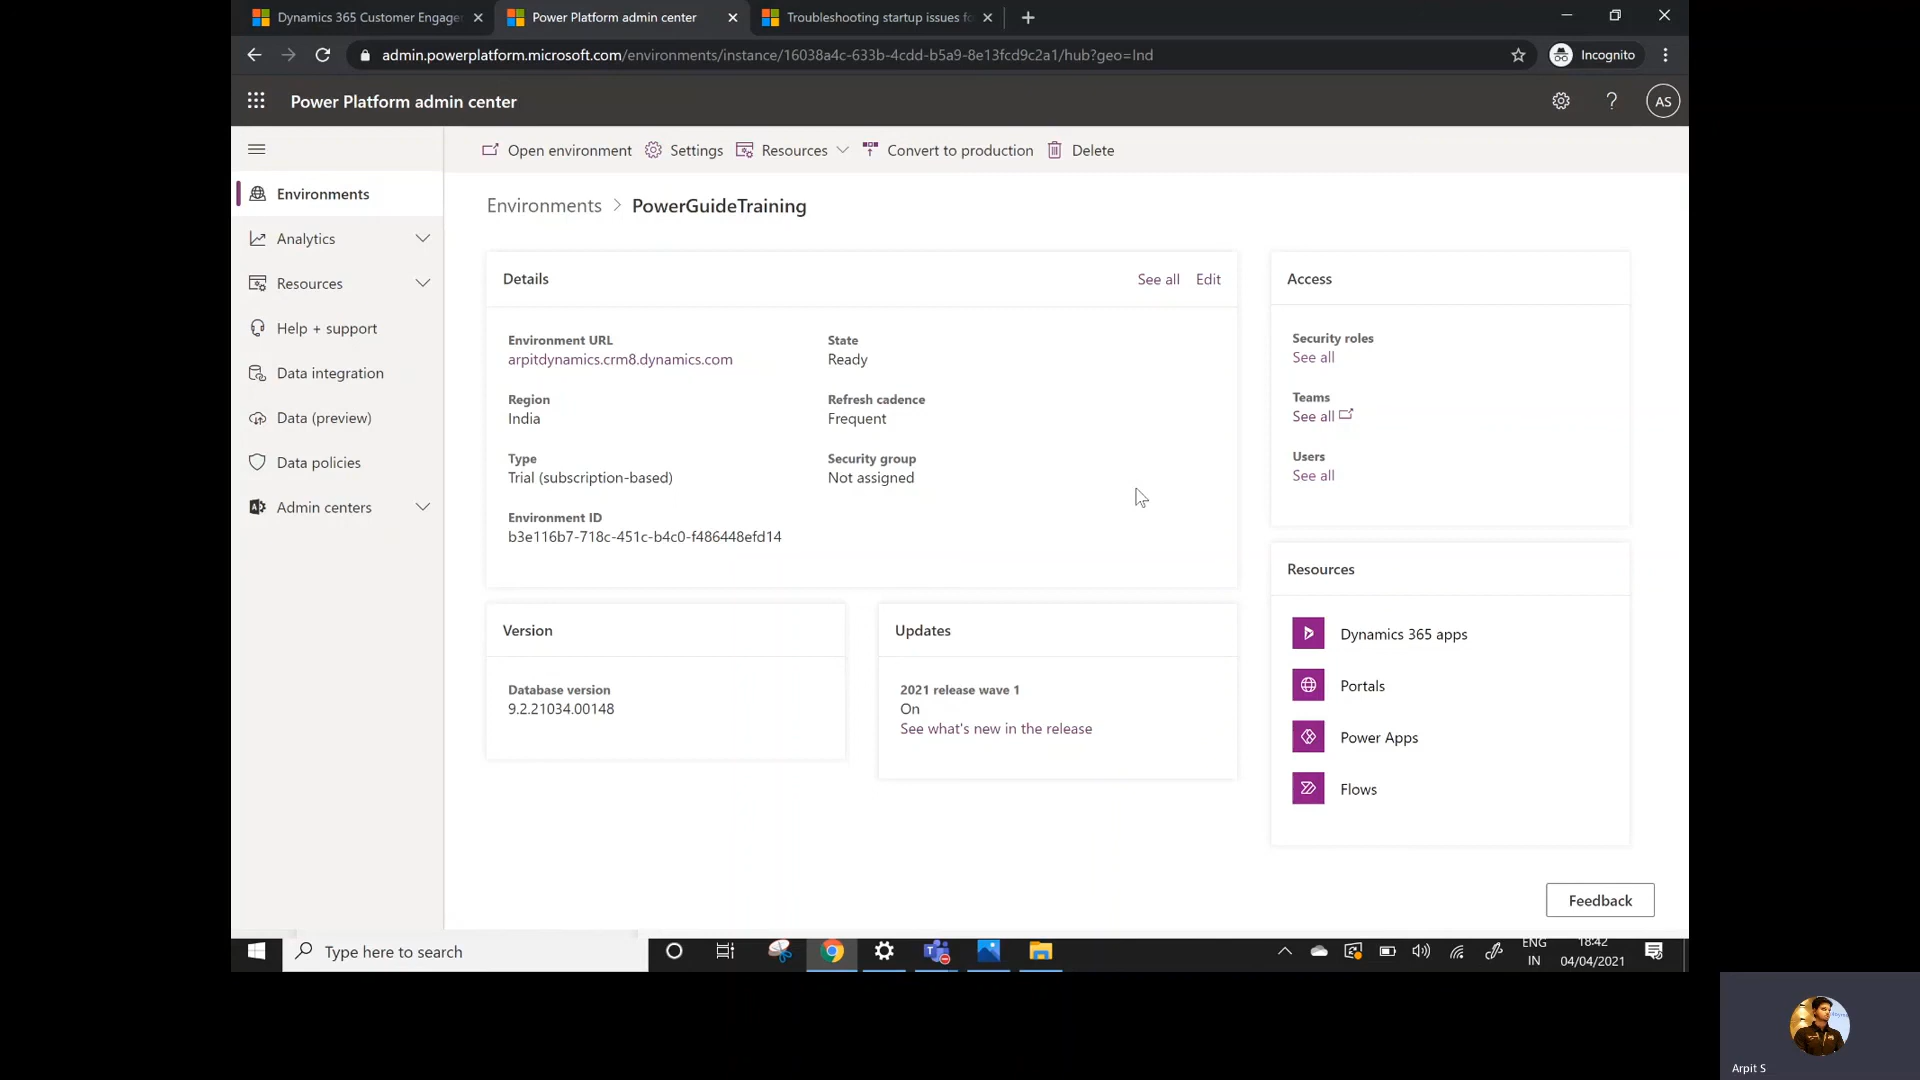 Dynamics 365 Customer Engage
Power Platform admin center
Troubleshooting startup issues fo
admin.powerplatform.microsoft.com/environments/instance/16038a4c-633b-4cdd-b5a9-8e13fcd9c2a1/hub?geo=Ind
Incognito
Power Platform admin center
AS
Open environment
Settings
Resources
Convert to production
Delete
Environments
Analytics
Resources
Help + support
Data integration
Data (preview)
Data policies
Admin centers
Environments > PowerGuideTraining
Details
See all
Edit
Environment URL
arpitdynamics.crm8.dynamics.com
State
Ready
Region
India
Refresh cadence
Frequent
Type
Trial (subscription-based)
Security group
Not assigned
Environment ID
b3e116b7-718c-451c-b4c0-f486448efd14
Version
Database version
9.2.21034.00148
Updates
2021 release wave 1
On
See what's new in the release
Access
Security roles
See all
Teams
See all
Users
See all
Resources
Dynamics 365 apps
Portals
Power Apps
Flows
Feedback
Type here to search
ENG
IN
18:42
04/04/2021
Arpit S